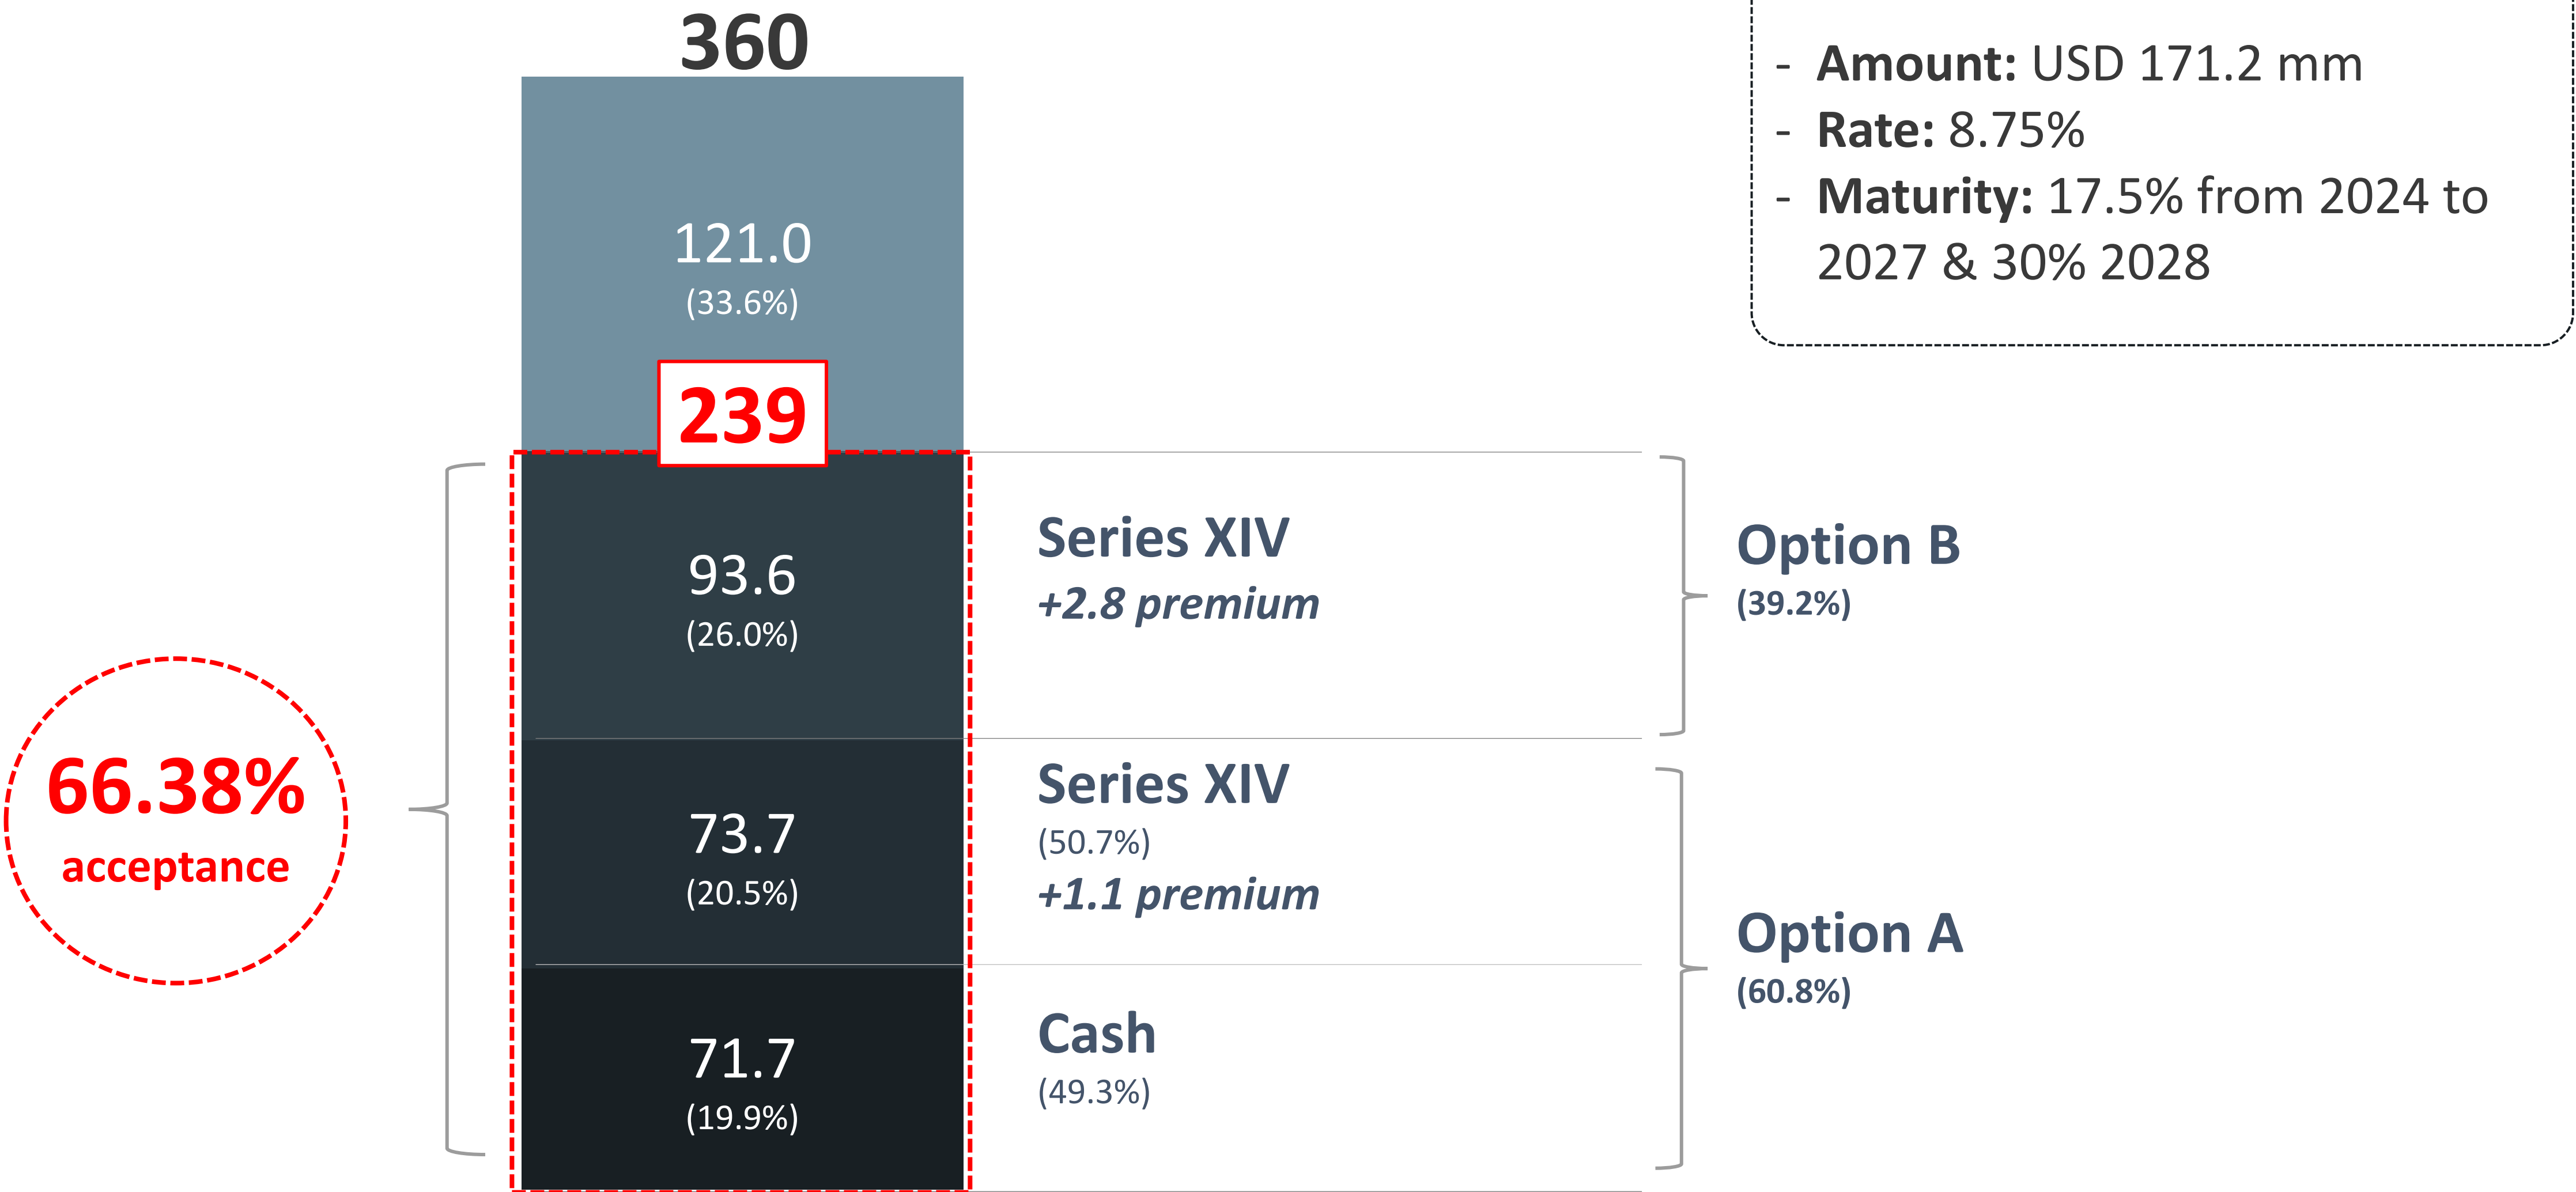 360
- Amount: USD 171.2 mm
- Rate: 8.75%
- Maturity: 17.5% from 2024 to
2027 & 30% 2028
121.0
(33.6%)
239
93.6
(26.0%)
Series XIV
+2.8 premium
Option B
(39.2%)
66.38%
acceptance
73.7
(20.5%)
Series XIV
(50.7%)
+1.1 premium
Option A
(60.8%)
71.7
(19.9%)
Cash
(49.3%)